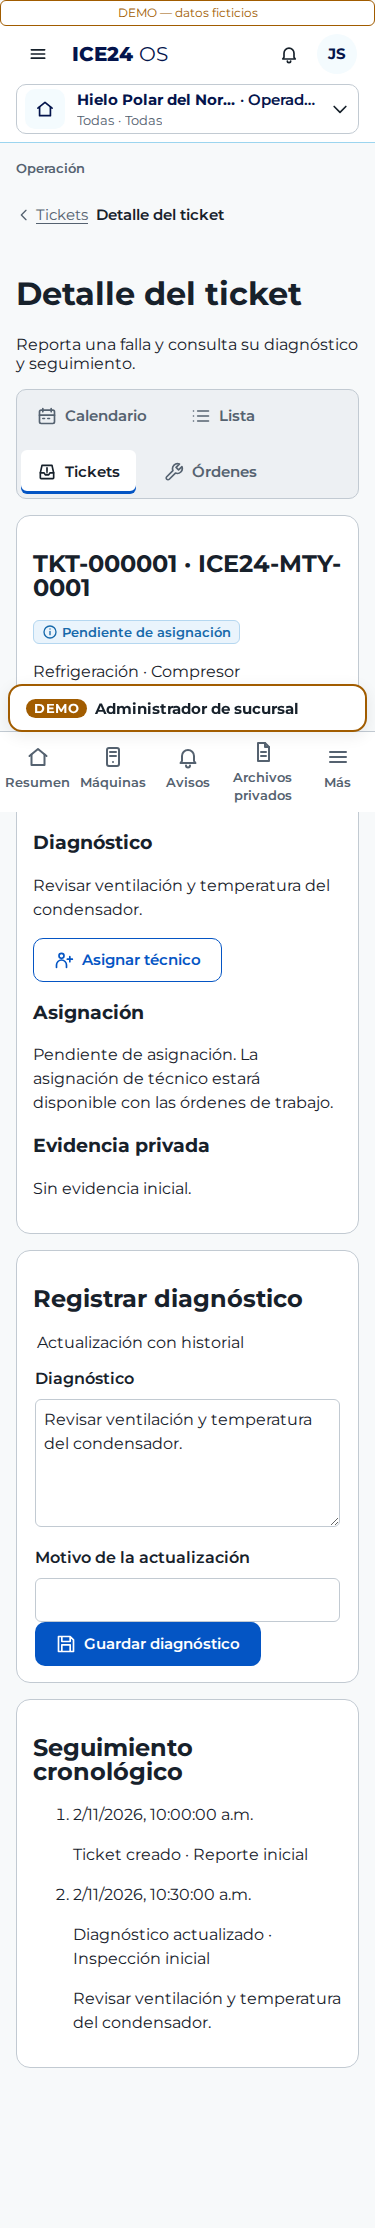 DEMO — datos ficticios
ICE24 OS
JS
Hielo Polar del Nor... · Operad...
Todas · Todas
Operación
Tickets Detalle del ticket
Detalle del ticket
Reporta una falla y consulta su diagnóstico
y seguimiento.
Calendario
Lista
Tickets
Órdenes
TKT-000001 · ICE24-MTY-
0001
Pendiente de asignación
Refrigeración · Compresor
DEMO Administrador de sucursal
Resumen
Máquinas
Avisos
Archivos
privados
Más
Diagnóstico
Revisar ventilación y temperatura del
condensador.
Asignar técnico
Asignación
Pendiente de asignación. La
asignación de técnico estará
disponible con las órdenes de trabajo.
Evidencia privada
Sin evidencia inicial.
Registrar diagnóstico
Actualización con historial
Diagnóstico
Revisar ventilación y temperatura
del condensador.
Motivo de la actualización
Guardar diagnóstico
Seguimiento
cronológico
1. 2/11/2026, 10:00:00 a.m.
Ticket creado · Reporte inicial
2. 2/11/2026, 10:30:00 a.m.
Diagnóstico actualizado ·
Inspección inicial
Revisar ventilación y temperatura
del condensador.